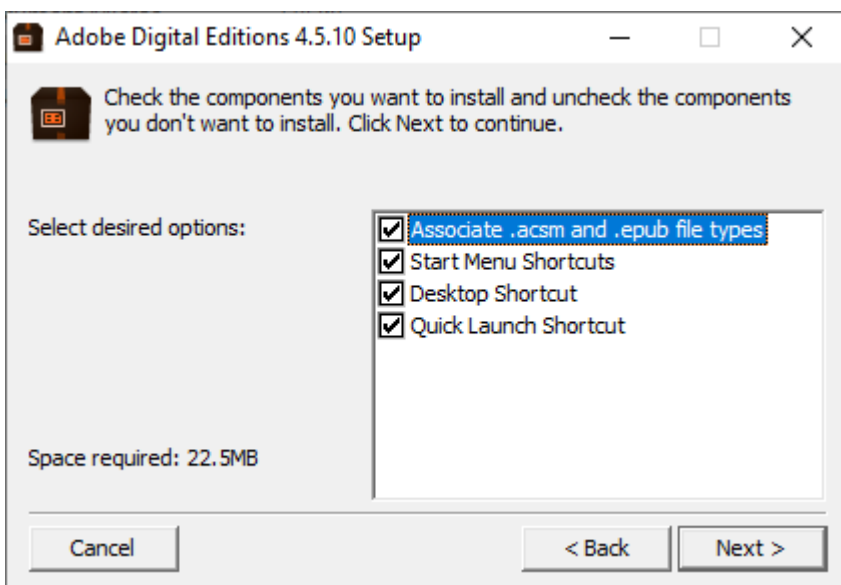 Adobe Digital Editions 4.5.10 Setup
Check the components you want to install and uncheck the components
you don't want to install. Click Next to continue.
Select desired options:
Associate .acsm and .epub file types
Start Menu Shortcuts
Desktop Shortcut
Quick Launch Shortcut
Space required: 22.5MB
Cancel
< Back
Next >